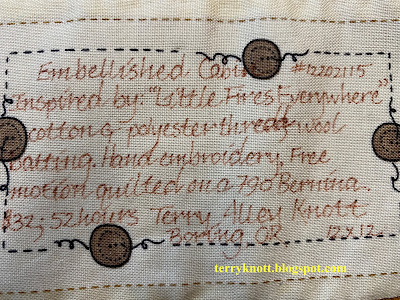 Embellished Cabin #12202115
Inspired by: "Little Fires Everywhere"
cotton & polyester thread wool
batting. Hand embroidery, Free
motion quilted on a 790 Bernina.
$32, 52 hours Terry Alley Knott
Boring OR 12x12
terryknott.blogspot.com